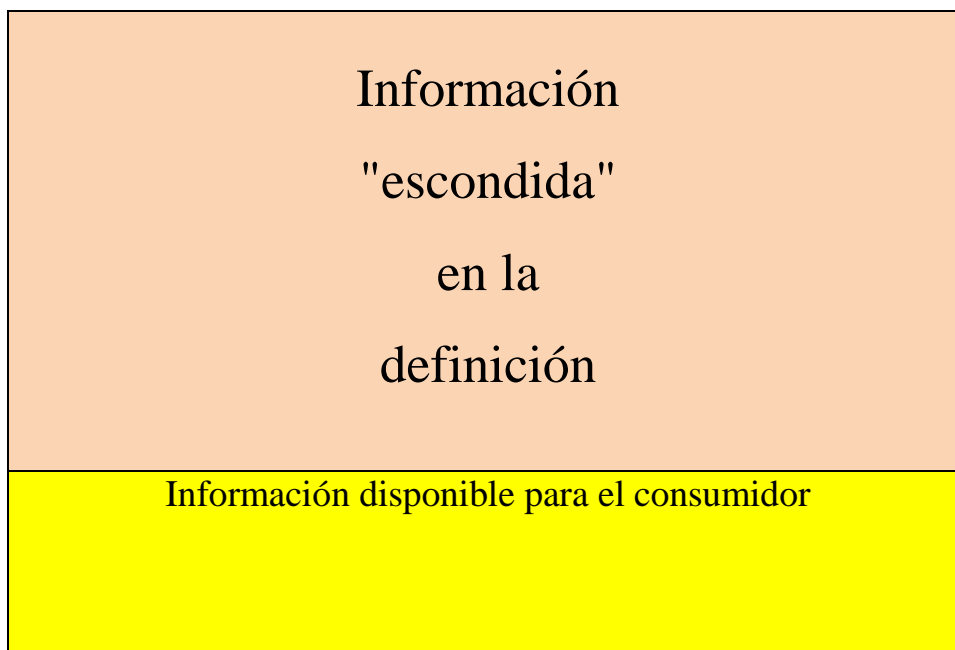 Información
"escondida"
en la
definición
Información disponible para el consumidor